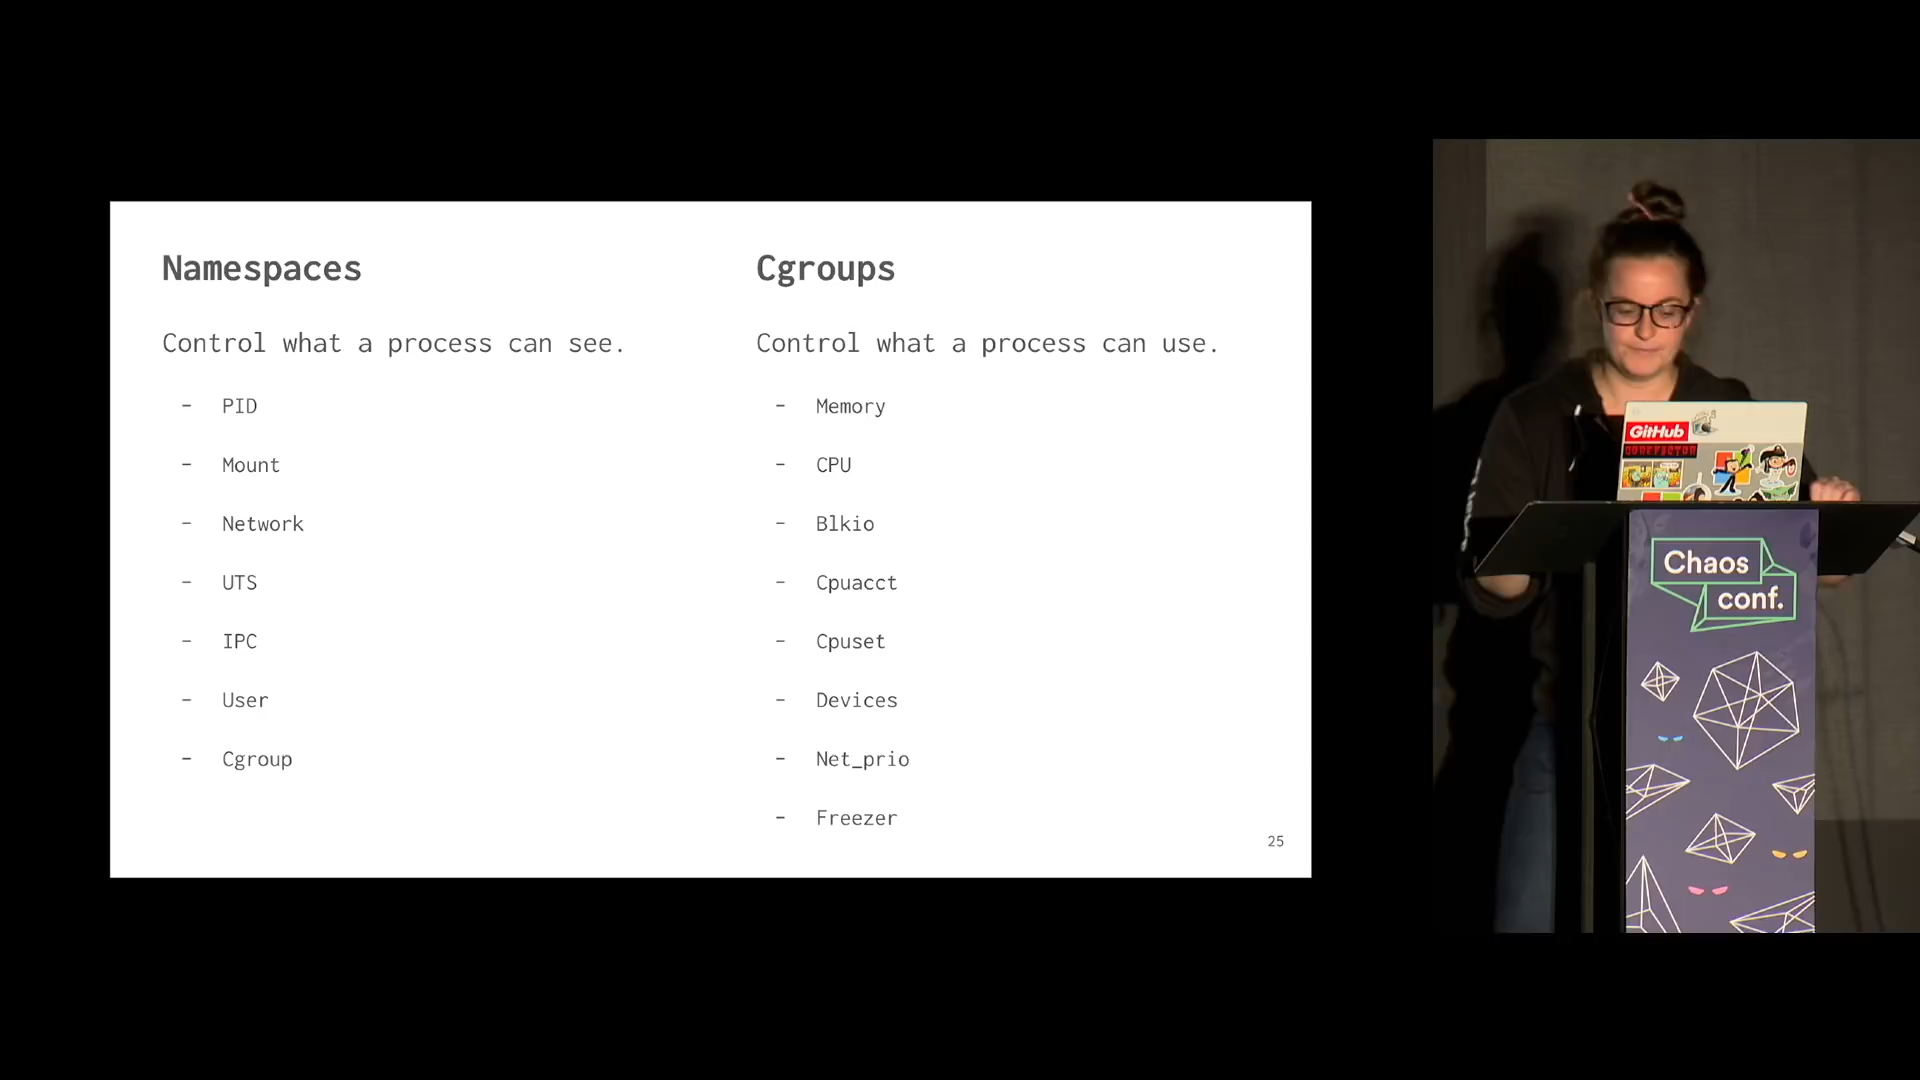 Namespaces
Control what a process can see.
- PID
- Mount
- Network
- UTS
- IPC
- User
- Cgroup
Cgroups
Control what a process can use.
- Memory
- CPU
- Blkio
- Cpuacct
- Cpuset
- Devices
- Net_prio
- Freezer
25
GitHub
Chaos
conf.